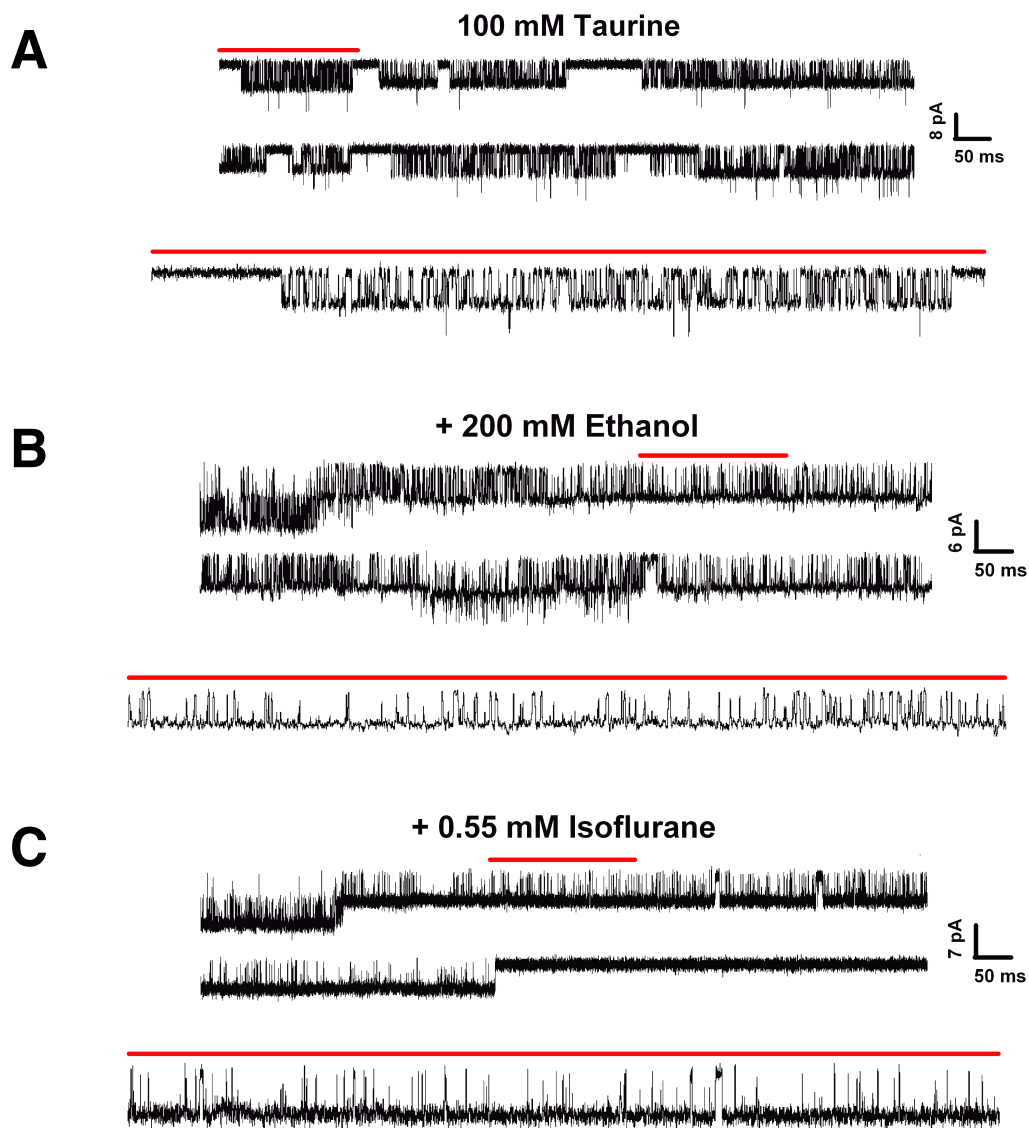 A
100 mM Taurine
8 pA
50 ms
B
+ 200 mM Ethanol
6 pA
50 ms
C
+ 0.55 mM Isoflurane
7 pA
50 ms